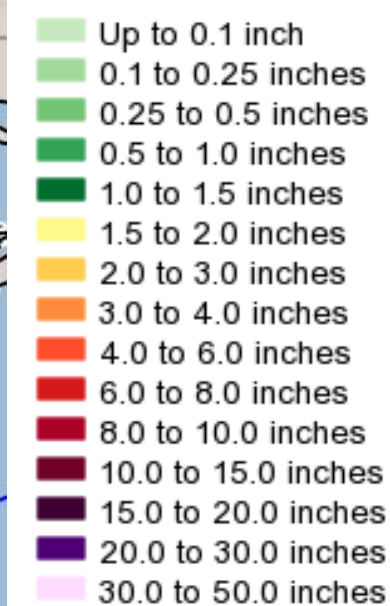 Up to 0.1 inch
0.1 to 0.25 inches
0.25 to 0.5 inches
0.5 to 1.0 inches
1.0 to 1.5 inches
1.5 to 2.0 inches
2.0 to 3.0 inches
3.0 to 4.0 inches
4.0 to 6.0 inches
6.0 to 8.0 inches
8.0 to 10.0 inches
10.0 to 15.0 inches
15.0 to 20.0 inches
20.0 to 30.0 inches
30.0 to 50.0 inches